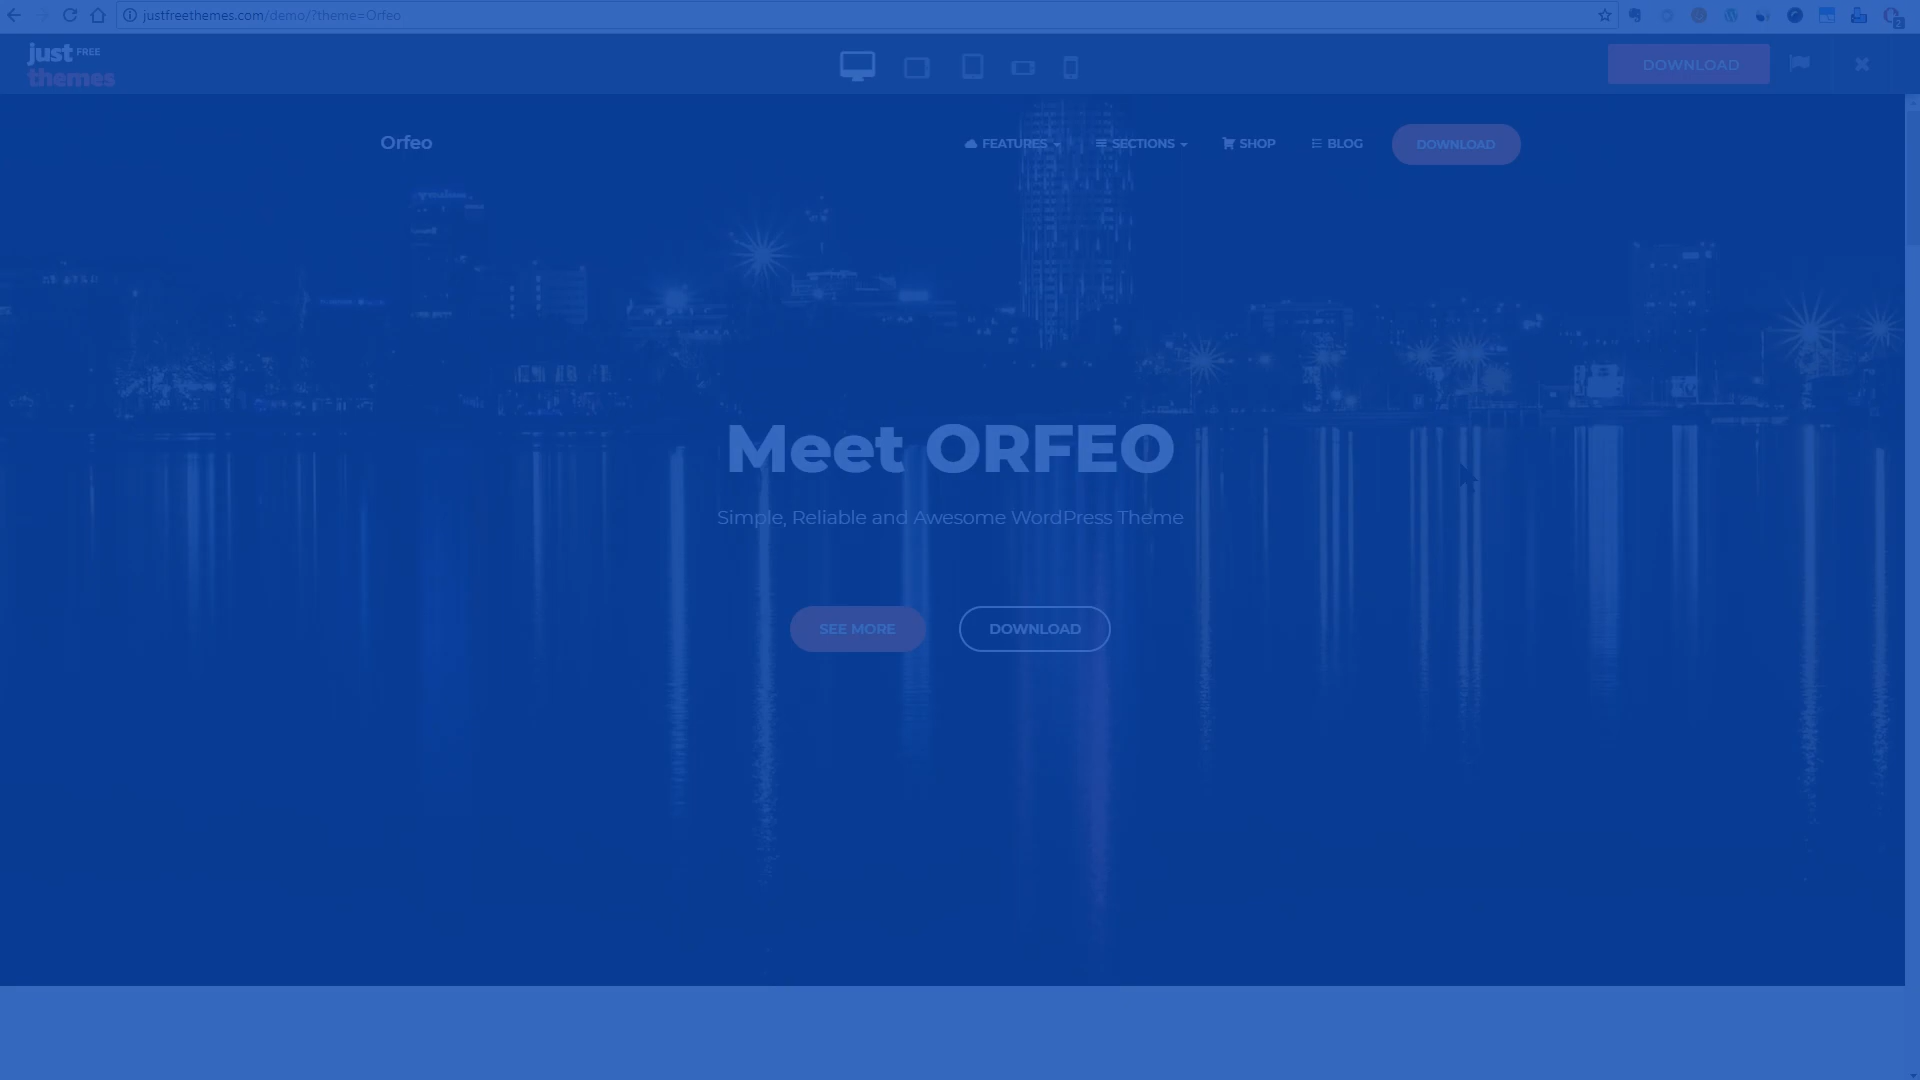 justfreethemes.com/demo/?theme=Orfeo
2
just FREE
themes
DOWNLOAD
Orfeo
FEATURES
SECTIONS
SHOP
BLOG
DOWNLOAD
Meet ORFEO
Simple, Reliable and Awesome WordPress Theme
SEE MORE
DOWNLOAD